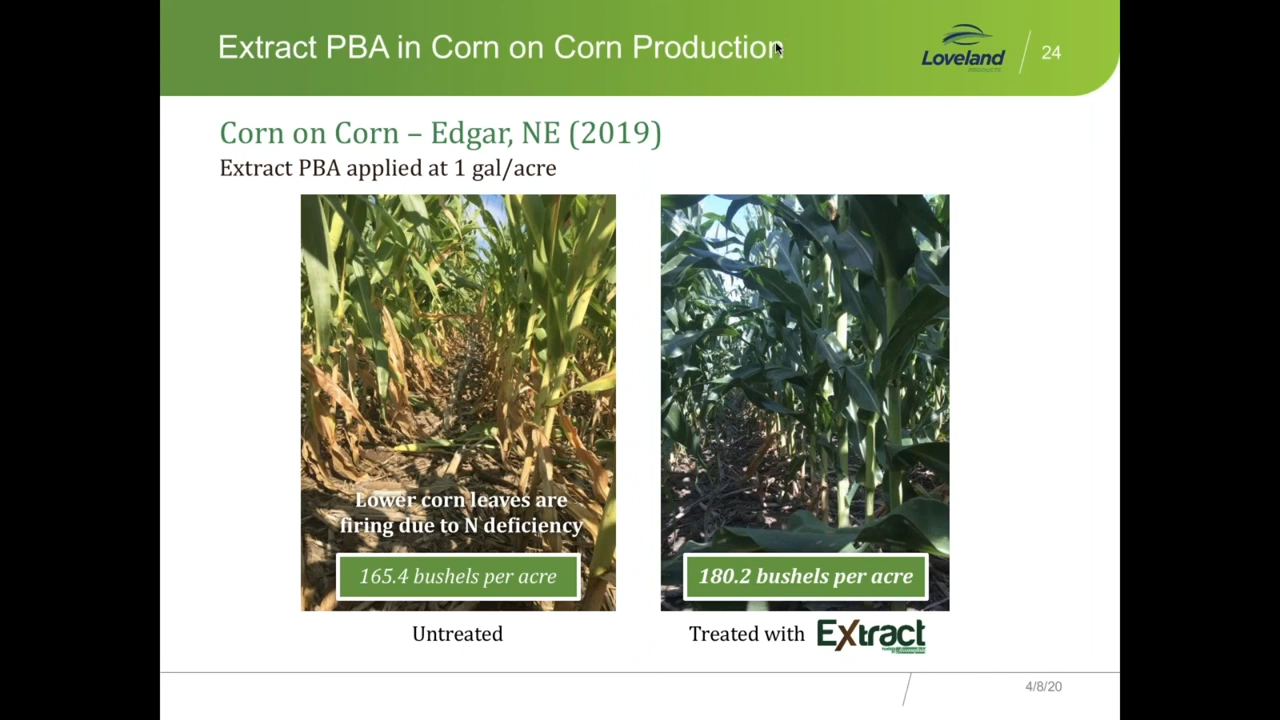 Extract PBA in Corn on Corn Production
Loveland
PRODUCTS
24
Corn on Corn – Edgar, NE (2019)
Extract PBA applied at 1 gal/acre
Lower corn leaves are
firing due to N deficiency
165.4 bushels per acre
180.2 bushels per acre
Untreated
Treated with Extract
4/8/20